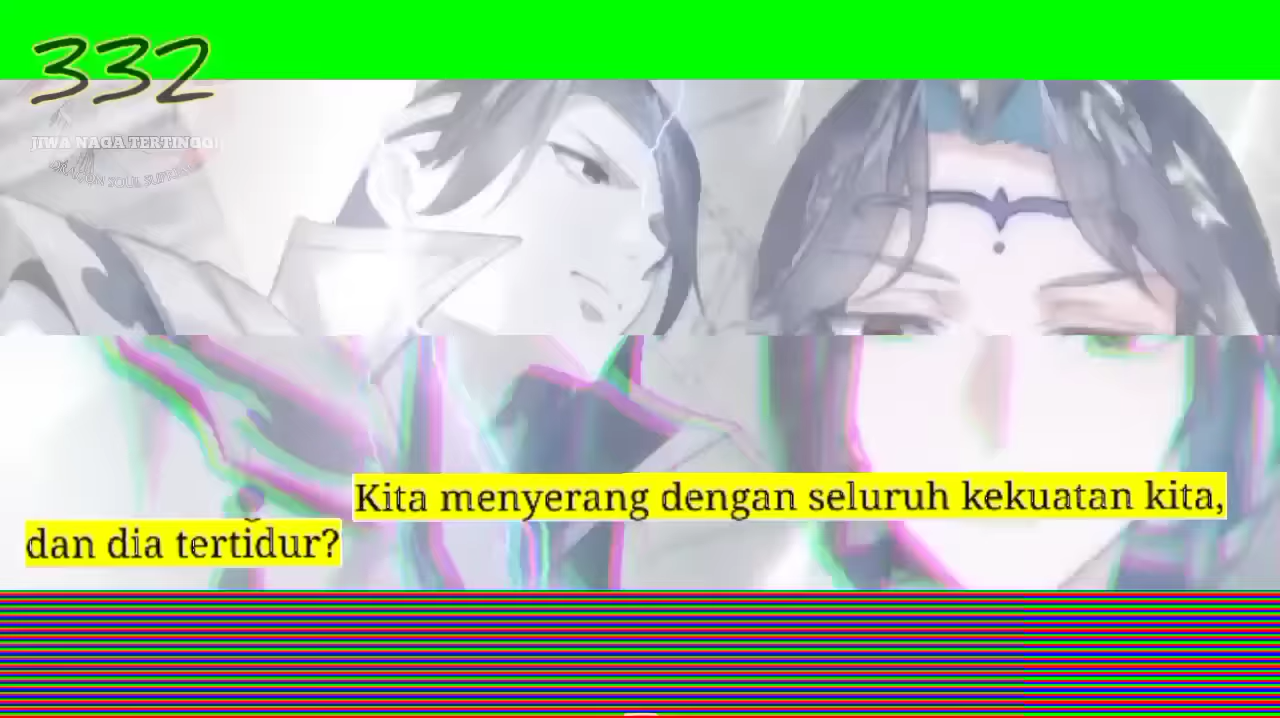 332
JIWA NAGA TERTINGGI
Kita menyerang dengan seluruh kekuatan kita,
dan dia tertidur?